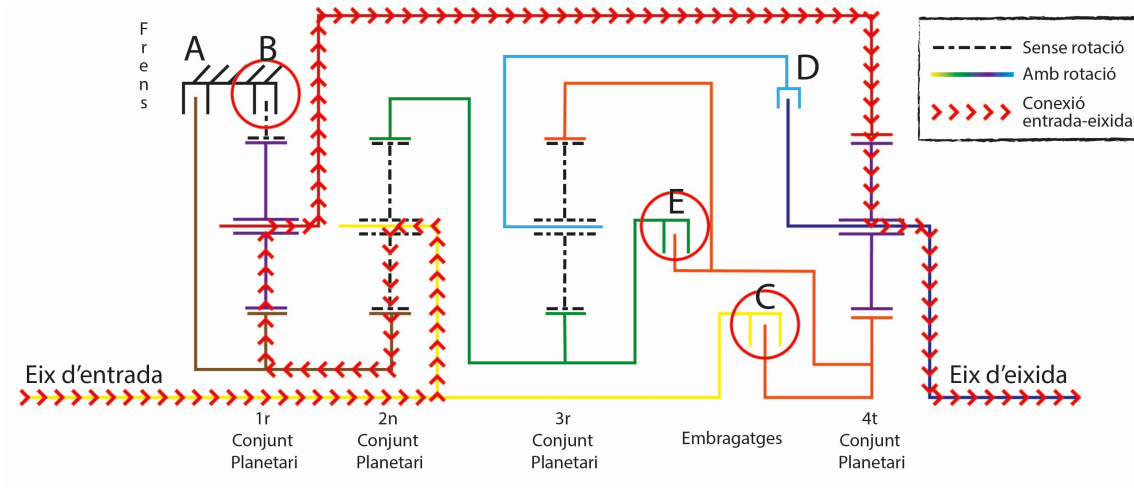 Frens
A
B
D
E
C
Sense rotació
Amb rotació
Conexió
entrada-eixida
Eix d'entrada
Eix d'eixida
1r
Conjunt
Planetari
2n
Conjunt
Planetari
3r
Conjunt
Planetari
Embragatges
4t
Conjunt
Planetari